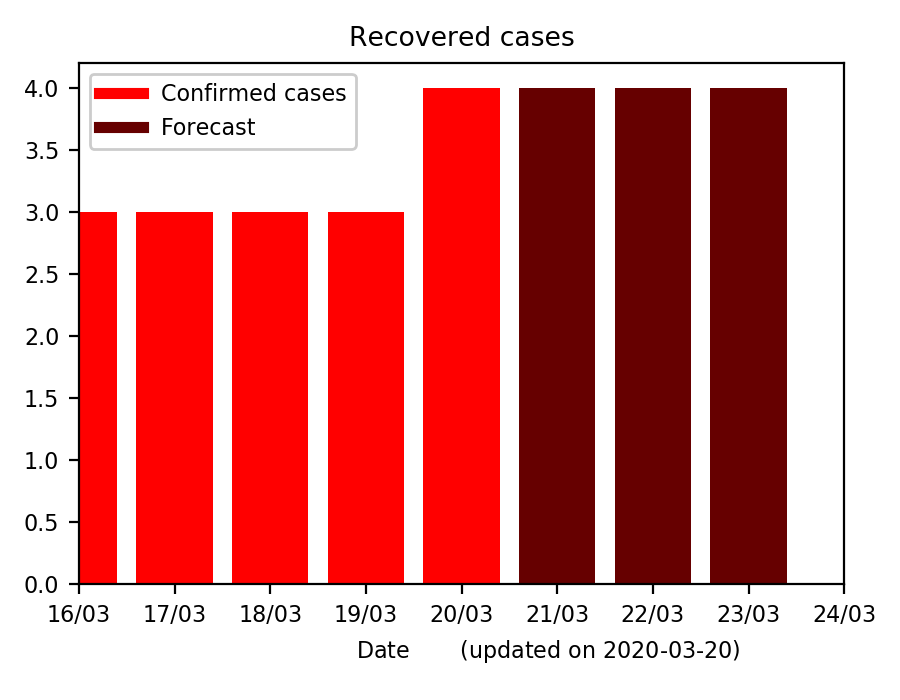 Recovered cases
Confirmed cases
Forecast
4.0
3.5
3.0
2.5
2.0
1.5
1.0
0.5
0.0
16/03 17/03 18/03 19/03 20/03 21/03 22/03 23/03 24/03
Date (updated on 2020-03-20)